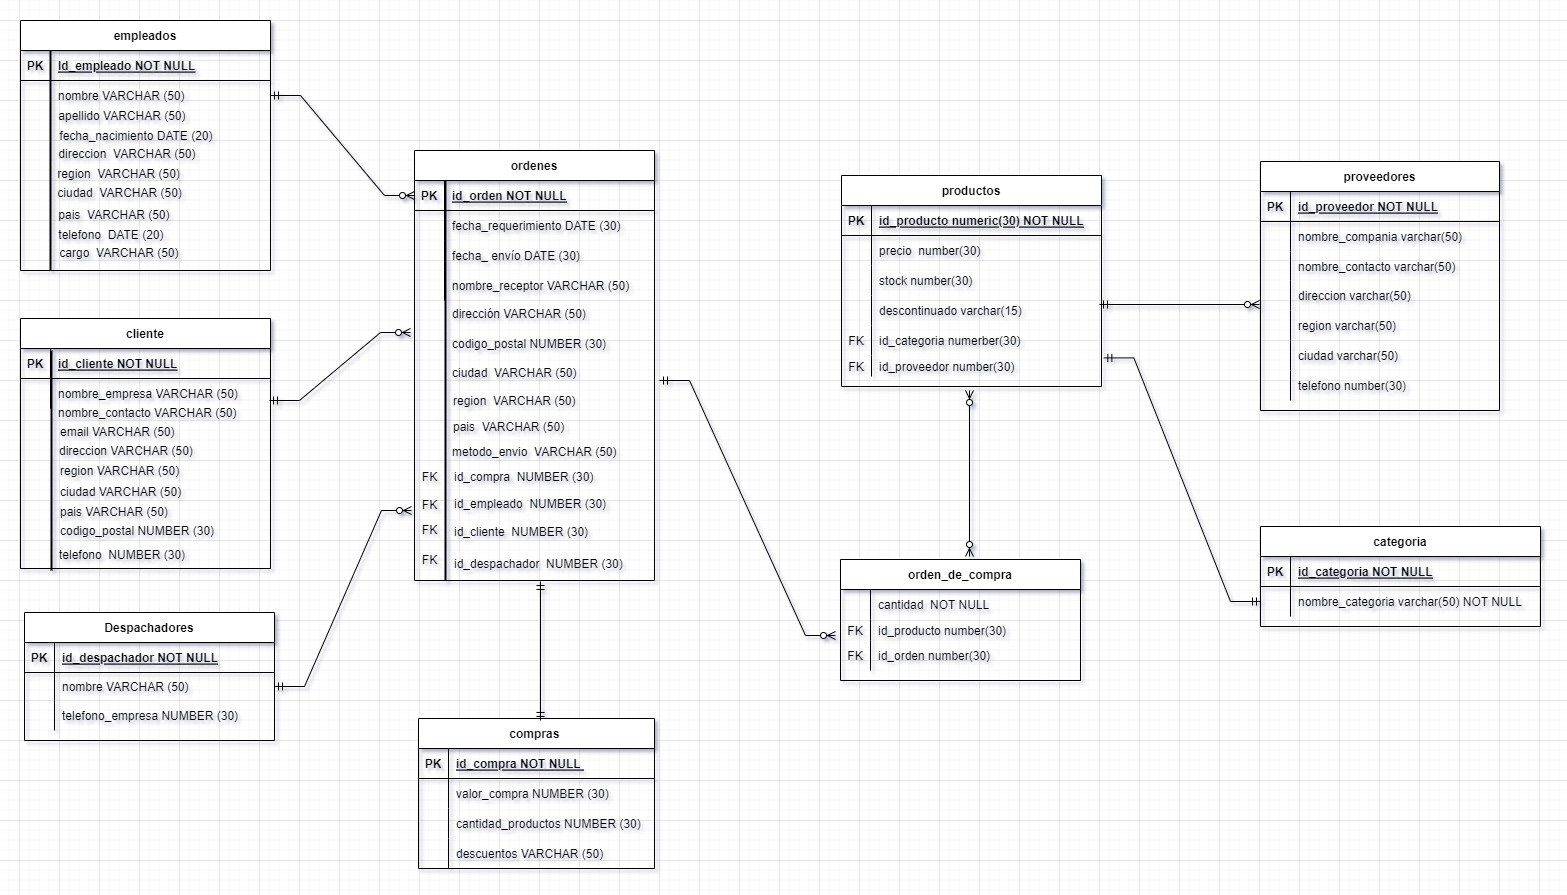 empleados
PK Id_empleado NOT NULL
nombre VARCHAR (50)
apellido VARCHAR (50)
fecha_nacimiento DATE (20)
direccion VARCHAR (50)
region VARCHAR (50)
ciudad VARCHAR (50)
pais VARCHAR (50)
telefono DATE (20)
cargo VARCHAR (50)
cliente
PK id_cliente NOT NULL
nombre_empresa VARCHAR (50)
nombre_contacto VARCHAR (50)
email VARCHAR (50)
direccion VARCHAR (50)
region VARCHAR (50)
ciudad VARCHAR (50)
pais VARCHAR (50)
codigo_postal NUMBER (30)
telefono NUMBER (30)
Despachadores
PK id_despachador NOT NULL
nombre VARCHAR (50)
telefono_empresa NUMBER (30)
ordenes
PK id_orden NOT NULL
fecha_requerimiento DATE (30)
fecha_ envío DATE (30)
nombre_receptor VARCHAR (50)
dirección VARCHAR (50)
codigo_postal NUMBER (30)
ciudad VARCHAR (50)
region VARCHAR (50)
pais VARCHAR (50)
metodo_envio VARCHAR (50)
FK id_compra NUMBER (30)
FK id_empleado NUMBER (30)
FK id_cliente NUMBER (30)
FK id_despachador NUMBER (30)
compras
PK id_compra NOT NULL
valor_compra NUMBER (30)
cantidad_productos NUMBER (30)
descuentos VARCHAR (50)
productos
PK id_producto numeric(30) NOT NULL
precio number(30)
stock number(30)
descontinuado varchar(15)
FK id_categoria numerber(30)
FK id_proveedor number(30)
orden_de_compra
cantidad NOT NULL
FK id_producto number(30)
FK id_orden number(30)
proveedores
PK id_proveedor NOT NULL
nombre_compania varchar(50)
nombre_contacto varchar(50)
direccion varchar(50)
region varchar(50)
ciudad varchar(50)
telefono number(30)
categoria
PK id_categoria NOT NULL
nombre_categoria varchar(50) NOT NULL